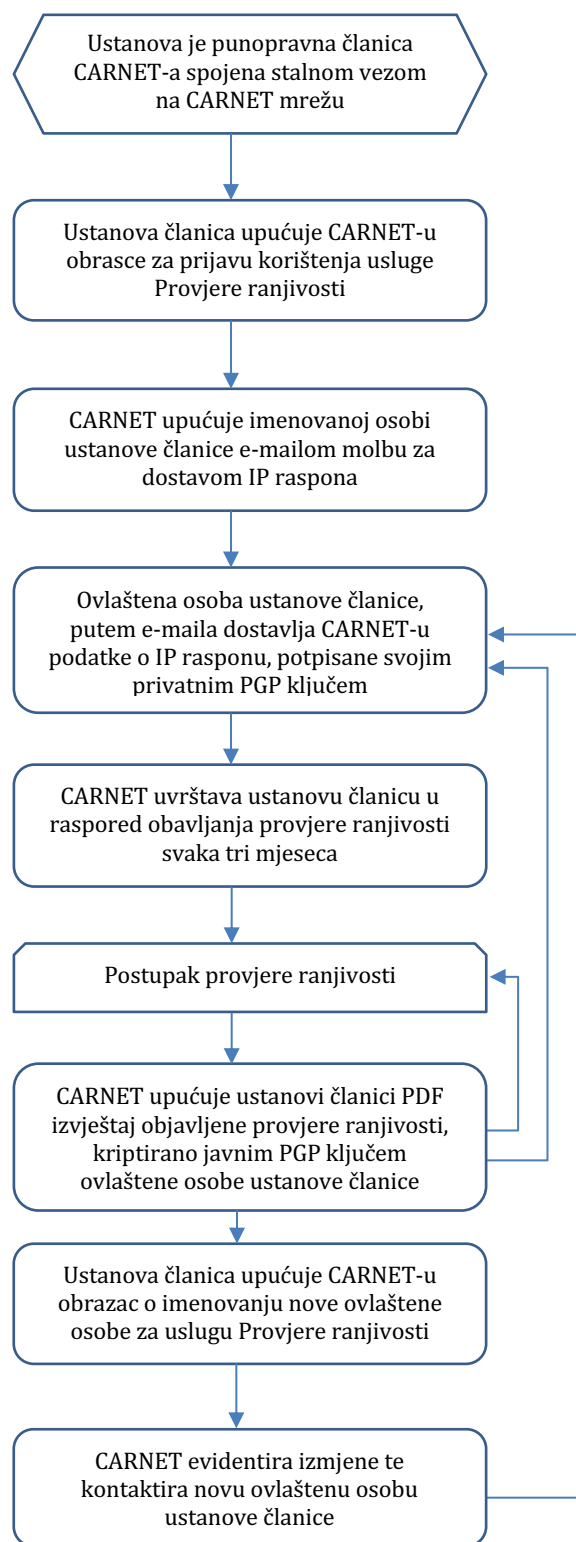 Ustanova je punopravna članica
CARNET-a spojena stalnom vezom
na CARNET mrežu
Ustanova članica upućuje CARNET-u
obrasce za prijavu korištenja usluge
Provjere ranjivosti
CARNET upućuje imenovanoj osobi
ustanove članice e-mailom molbu za
dostavom IP raspona
Ovlaštena osoba ustanove članice,
putem e-maila dostavlja CARNET-u
podatke o IP rasponu, potpisane svojim
privatnim PGP ključem
CARNET uvrštava ustanovu članicu u
raspored obavljanja provjere ranjivosti
svaka tri mjeseca
Postupak provjere ranjivosti
CARNET upućuje ustanovi članici PDF
izvještaj objavljene provjere ranjivosti,
kriptirano javnim PGP ključem
ovlaštene osobe ustanove članice
Ustanova članica upućuje CARNET-u
obrazac o imenovanju nove ovlaštene
osobe za uslugu Provjere ranjivosti
CARNET evidentira izmjene te
kontaktira novu ovlaštenu osobu
ustanove članice